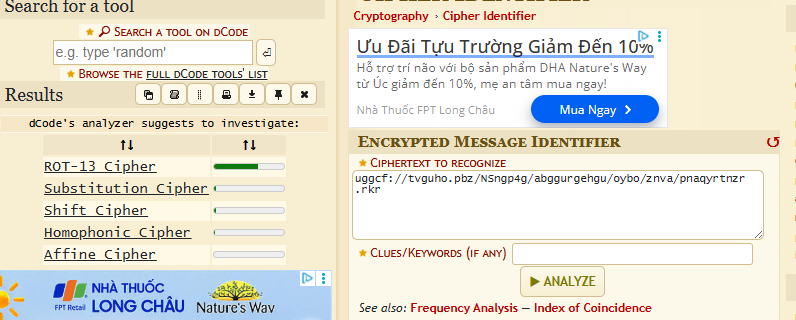 Search for a tool
★ SEARCH A TOOL ON DCODE
e.g. type 'random'
★ BROWSE THE FULL DCODE TOOLS' LIST
Results
dCode's analyzer suggests to investigate:
↑↓ ↑↓
ROT-13 Cipher
Substitution Cipher
Shift Cipher
Homophonic Cipher
Affine Cipher
FPT Retail
NHÀ THUỐC
LONG CHÂU
Nature's Way
Cryptography › Cipher Identifier
Ưu Đãi Tựu Trường Giảm Đến 10%
Hỗ trợ trí não với bộ sản phẩm DHA Nature's Way
từ Úc giảm đến 10%, mẹ an tâm mua ngay!
Nhà Thuốc FPT Long Châu
Mua Ngay
ENCRYPTED MESSAGE IDENTIFIER
★ CIPHERTEXT TO RECOGNIZE
uggcf://tvguho.pbz/NSngp4g/abggurgehgu/oybo/znva/pnaqyrtnzr
.rkr
★ CLUES/KEYWORDS (IF ANY)
▶ ANALYZE
See also: Frequency Analysis — Index of Coincidence